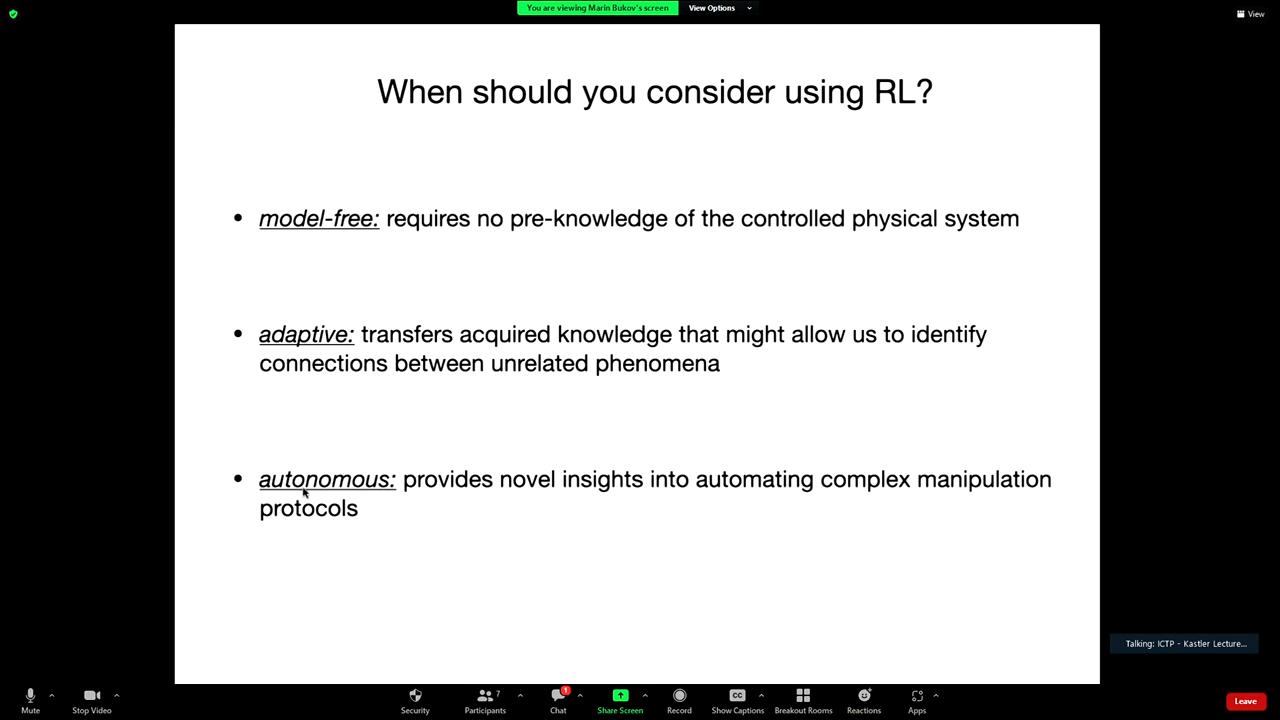 You are viewing Marin Bukov's screen
View Options
View
When should you consider using RL?
• model-free: requires no pre-knowledge of the controlled physical system
• adaptive: transfers acquired knowledge that might allow us to identify
connections between unrelated phenomena
• autonomous: provides novel insights into automating complex manipulation
protocols
Talking: ICTP - Kastler Lecture...
Mute
Stop Video
Security
Participants
7
Chat
1
Share Screen
Record
CC
Show Captions
Breakout Rooms
Reactions
Apps
Leave